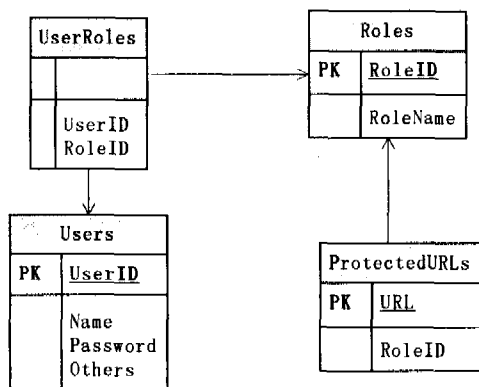 UserRoles
UserID
RoleID
Roles
PK RoleID
RoleName
Users
PK UserID
Name
Password
Others
ProtectedURLs
PK URL
RoleID